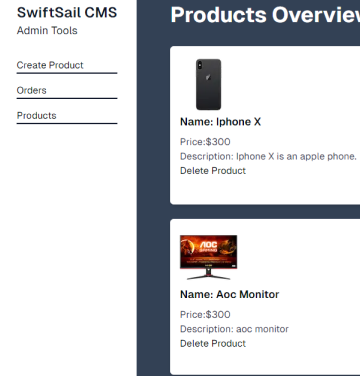 SwiftSail CMS
Admin Tools
Create Product
Orders
Products
Products Overview
Name: Iphone X
Price:$300
Description: Iphone X is an apple phone.
Delete Product
AOC
Name: Aoc Monitor
Price:$300
Description: aoc monitor
Delete Product